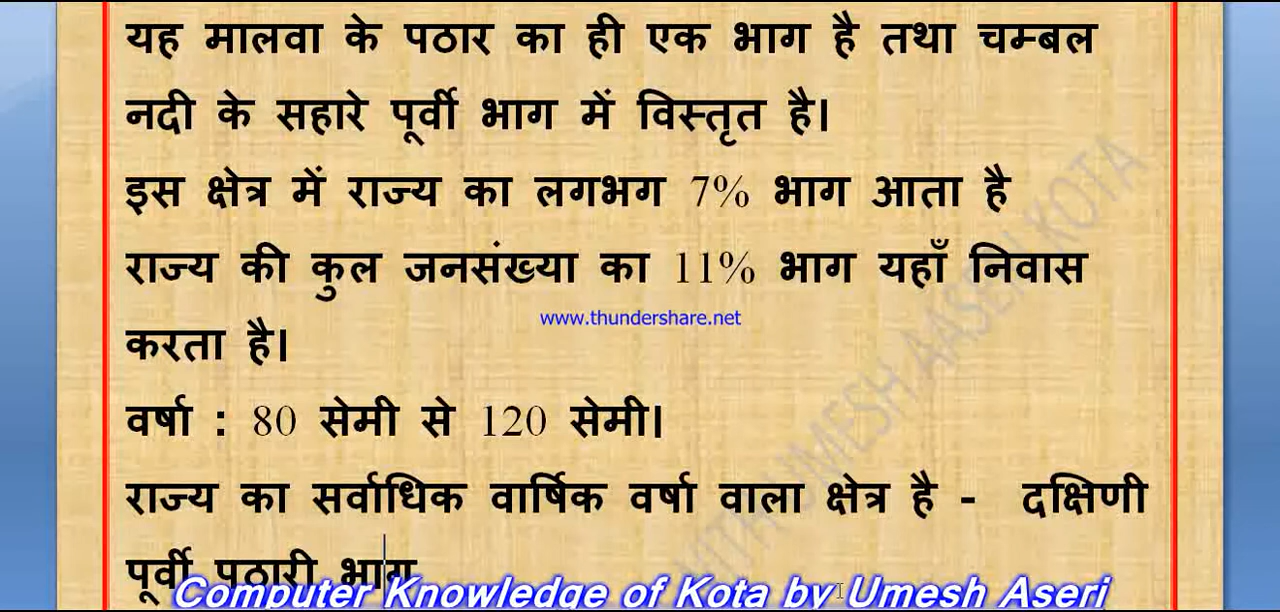 यह मालवा के पठार का ही एक भाग है तथा चम्बल
नदी के सहारे पूर्वी भाग में विस्तृत है।
इस क्षेत्र में राज्य का लगभग 7% भाग आता है
राज्य की कुल जनसंख्या का 11% भाग यहाँ निवास
www.thundershare.net
करता है।
वर्षा : 80 सेमी से 120 सेमी।
राज्य का सर्वाधिक वार्षिक वर्षा वाला क्षेत्र है - दक्षिणी
पूर्वी पठारी भाग
Computer Knowledge of Kota by Umesh Aseri